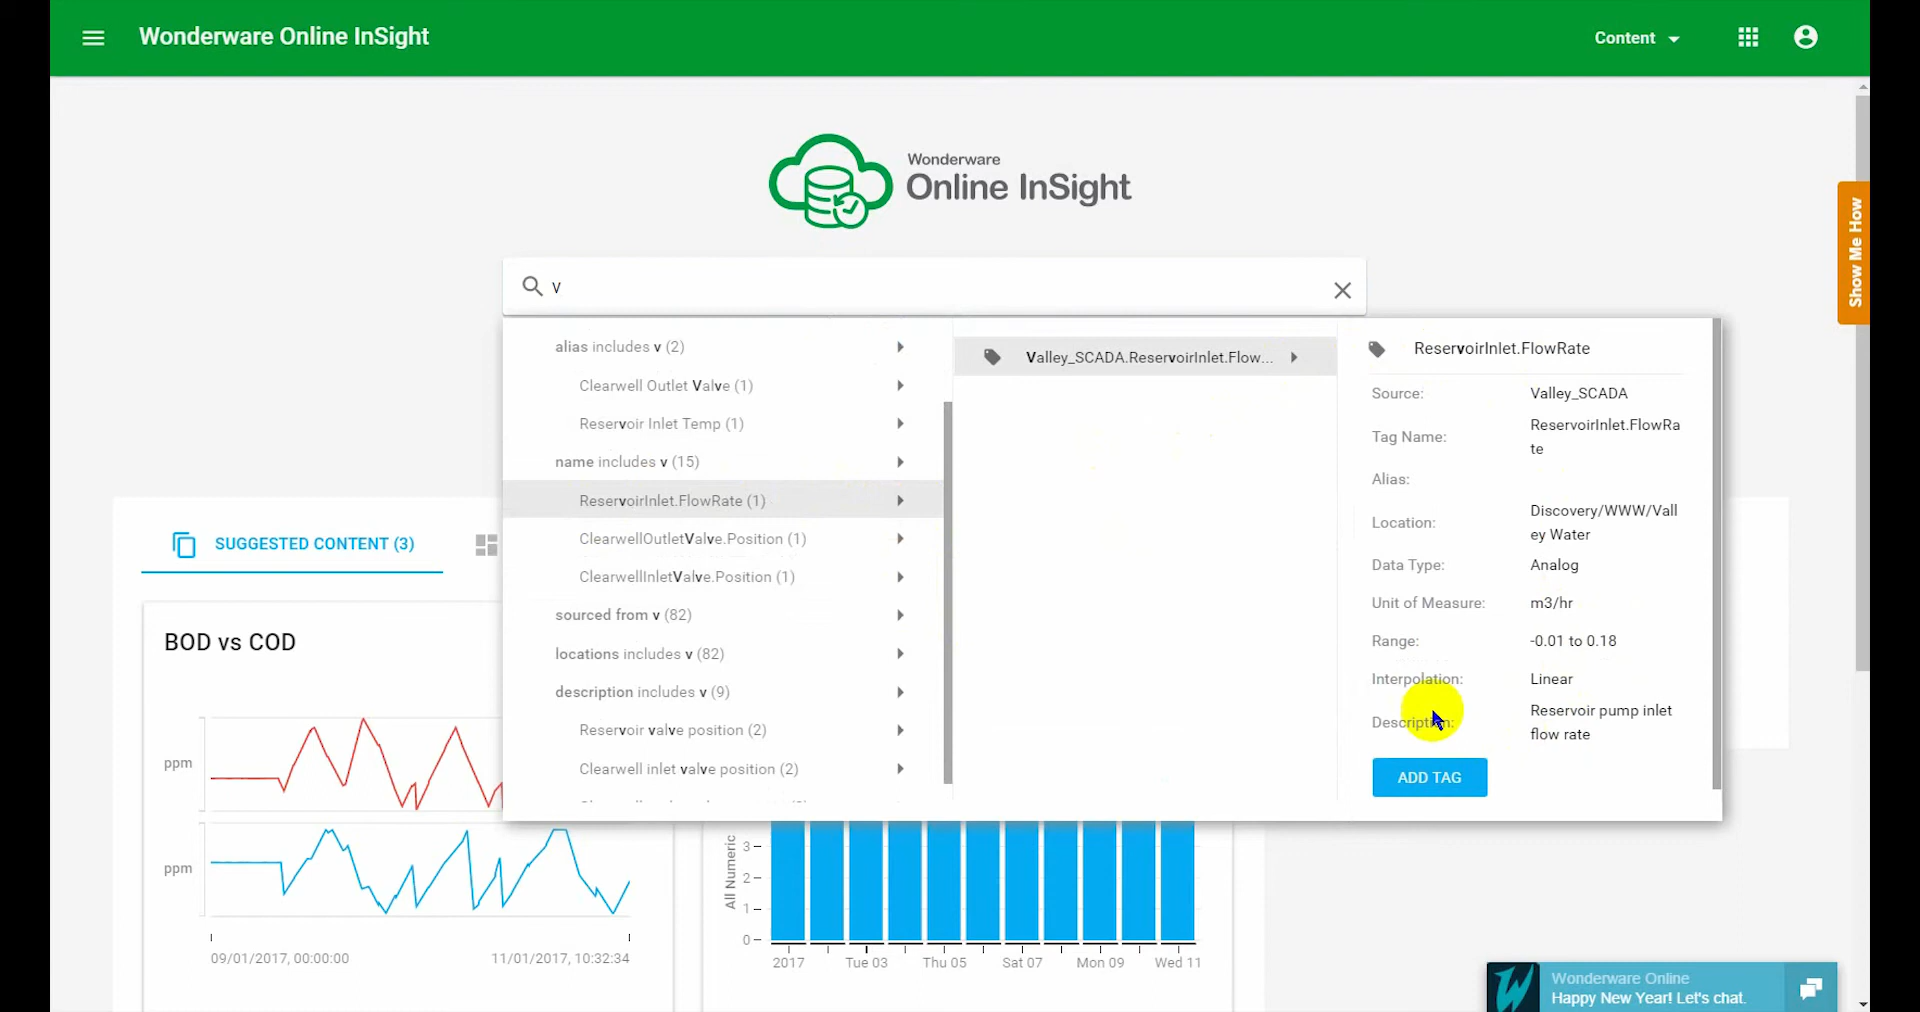 Wonderware Online InSight
Content
Wonderware
Online InSight
Show Me How
v
alias includes v (2)
Clearwell Outlet Valve (1)
Reservoir Inlet Temp (1)
name includes v (15)
ReservoirInlet.FlowRate (1)
ClearwellOutletValve.Position (1)
ClearwellInletValve.Position (1)
sourced from v (82)
locations includes v (82)
description includes v (9)
Reservoir valve position (2)
Clearwell inlet valve position (2)
Valley_SCADA.ReservoirInlet.Flow...
ReservoirInlet.FlowRate
Source: Valley_SCADA
Tag Name: ReservoirInlet.FlowRa
te
Alias:
Location: Discovery/WWW/Vall
ey Water
Data Type: Analog
Unit of Measure: m3/hr
Range: -0.01 to 0.18
Interpolation: Linear
Description: Reservoir pump inlet
flow rate
ADD TAG
SUGGESTED CONTENT (3)
BOD vs COD
ppm
ppm
09/01/2017, 00:00:00 11/01/2017, 10:32:34
All Numeric
3
2
1
0
2017 Tue 03 Thu 05 Sat 07 Mon 09 Wed 11
Wonderware Online
Happy New Year! Let's chat.